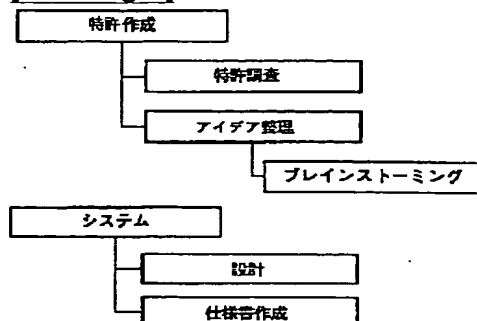 特許作成
特許調査
アイデア整理
ブレインストーミング
システム
設計
仕様書作成